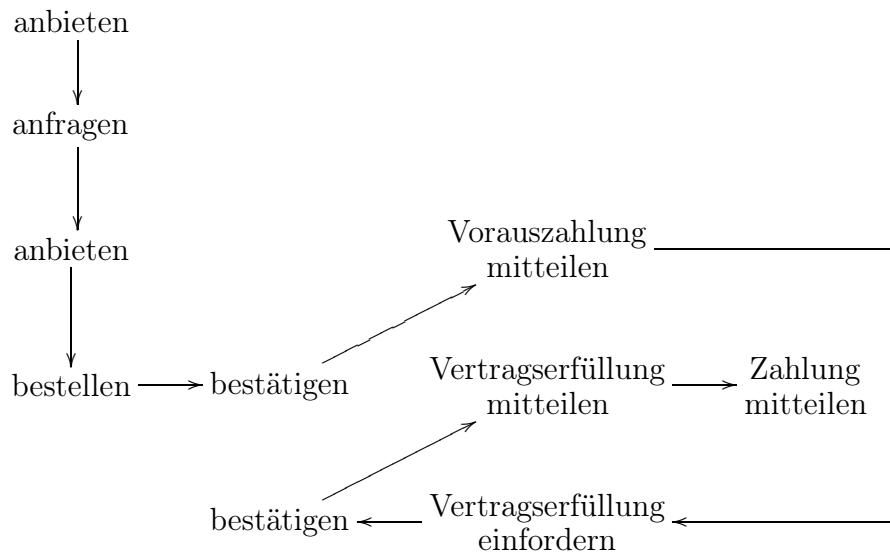 anbieten
anfragen
anbieten
Vorauszahlung
mitteilen
bestellen
bestätigen
Vertragserfüllung
mitteilen
Zahlung
mitteilen
bestätigen
Vertragserfüllung
einfordern